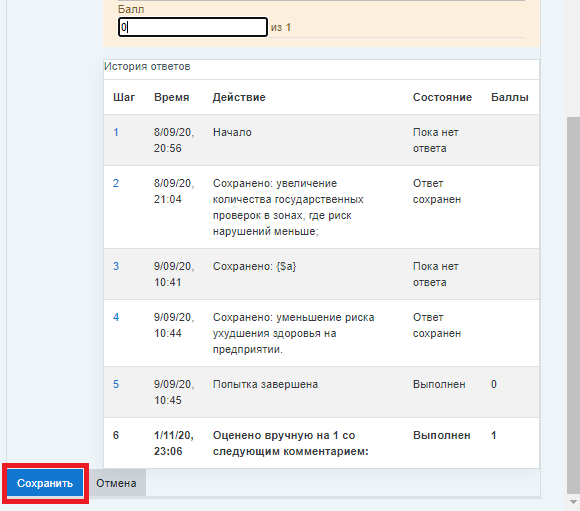 Балл
0 из 1
История ответов
Шаг Время Действие Состояние Баллы
1 8/09/20, Начало Пока нет
20:56 ответа
2 8/09/20, Сохранено: увеличение Ответ
21:04 количества государственных сохранен
проверок в зонах, где риск
нарушений меньше;
3 9/09/20, Сохранено: {$a} Пока нет
10:41 ответа
4 9/09/20, Сохранено: уменьшение риска Ответ
10:44 ухудшения здоровья на сохранен
предприятии.
5 9/09/20, Попытка завершена Выполнен 0
10:45
6 1/11/20, Оценено вручную на 1 со Выполнен 1
23:06 следующим комментарием:
Сохранить Отмена